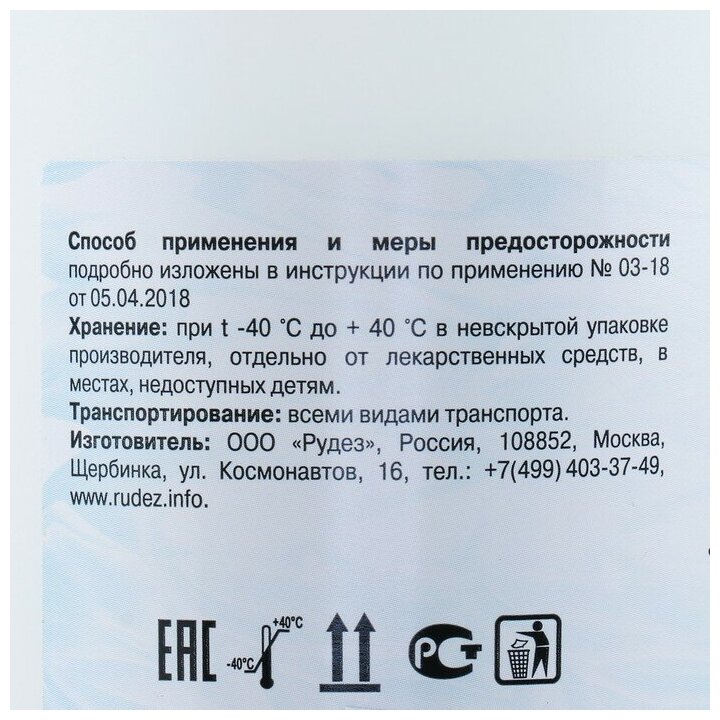 Способ применения и меры предосторожности
подробно изложены в инструкции по применению № 03-18
от 05.04.2018
Хранение: при t -40 °C до + 40 °C в невскрытой упаковке
производителя, отдельно от лекарственных средств, в
местах, недоступных детям.
Транспортирование: всеми видами транспорта.
Изготовитель: ООО «Рудез», Россия, 108852, Москва,
Щербинка, ул. Космонавтов, 16, тел.: +7(499) 403-37-49,
www.rudez.info.
EAC -40°C +40°C РСТ